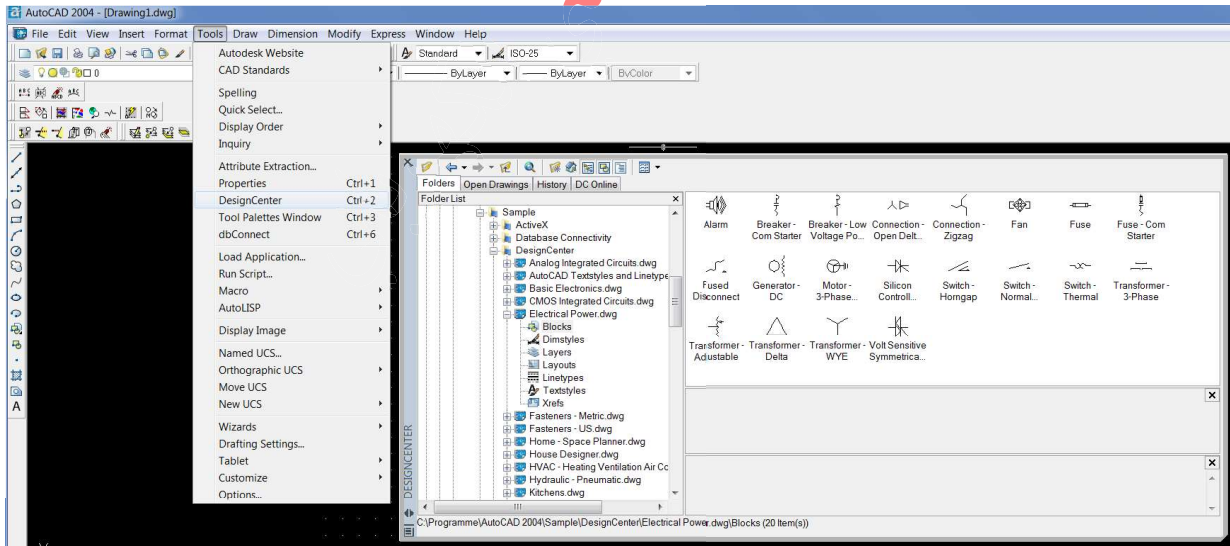 AutoCAD 2004 - [Drawing1.dwg]
File Edit View Insert Format Tools Draw Dimension Modify Express Window Help
Standard ISO-25
0 ByLayer ByLayer ByColor
Autodesk Website
CAD Standards
Spelling
Quick Select...
Display Order
Inquiry
Attribute Extraction...
Properties Ctrl+1
DesignCenter Ctrl+2
Tool Palettes Window Ctrl+3
dbConnect Ctrl+6
Load Application...
Run Script...
Macro
AutoLISP
Display Image
Named UCS...
Orthographic UCS
Move UCS
New UCS
Wizards
Drafting Settings...
Tablet
Customize
Options...
A
DESIGNCENTER
Folders Open Drawings History DC Online
Folder List
Sample
ActiveX
Database Connectivity
DesignCenter
Analog Integrated Circuits.dwg
AutoCAD Textstyles and Linetype
Basic Electronics.dwg
CMOS Integrated Circuits.dwg
Electrical Power.dwg
Blocks
Dimstyles
Layers
Layouts
Linetypes
Textstyles
Xrefs
Fasteners - Metric.dwg
Fasteners - US.dwg
Home - Space Planner.dwg
House Designer.dwg
HVAC - Heating Ventilation Air Cc
Hydraulic - Pneumatic.dwg
Kitchens.dwg
Alarm Breaker - Breaker - Low Connection - Connection - Fan Fuse Fuse - Com
Com Starter Voltage Po... Open Delt... Zigzag Starter
Fused Generator - Motor - Silicon Switch - Switch - Switch - Transformer -
Disconnect DC 3-Phase... Controll... Horngap Normal... Thermal 3-Phase
Transformer - Transformer - Transformer - Volt Sensitive
Adustable Delta WYE Symmetrica...
C:\Programme\AutoCAD 2004\Sample\DesignCenter\Electrical Power.dwg\Blocks (20 Item(s))